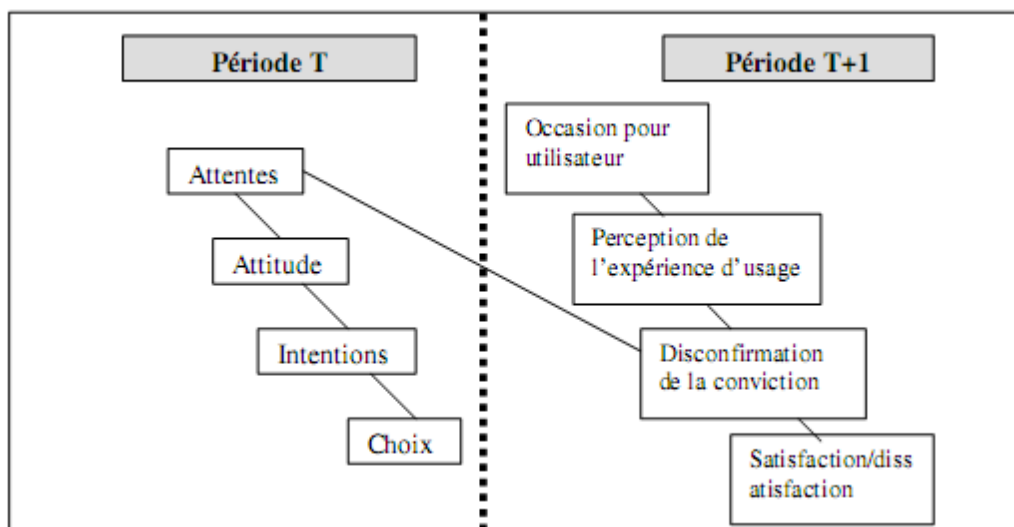 Période T
Attentes
Attitude
Intentions
Choix
Période T+1
Occasion pour
utilisateur
Perception de
l'expérience d'usage
Disconfirmation
de la conviction
Satisfaction/diss
atisfaction